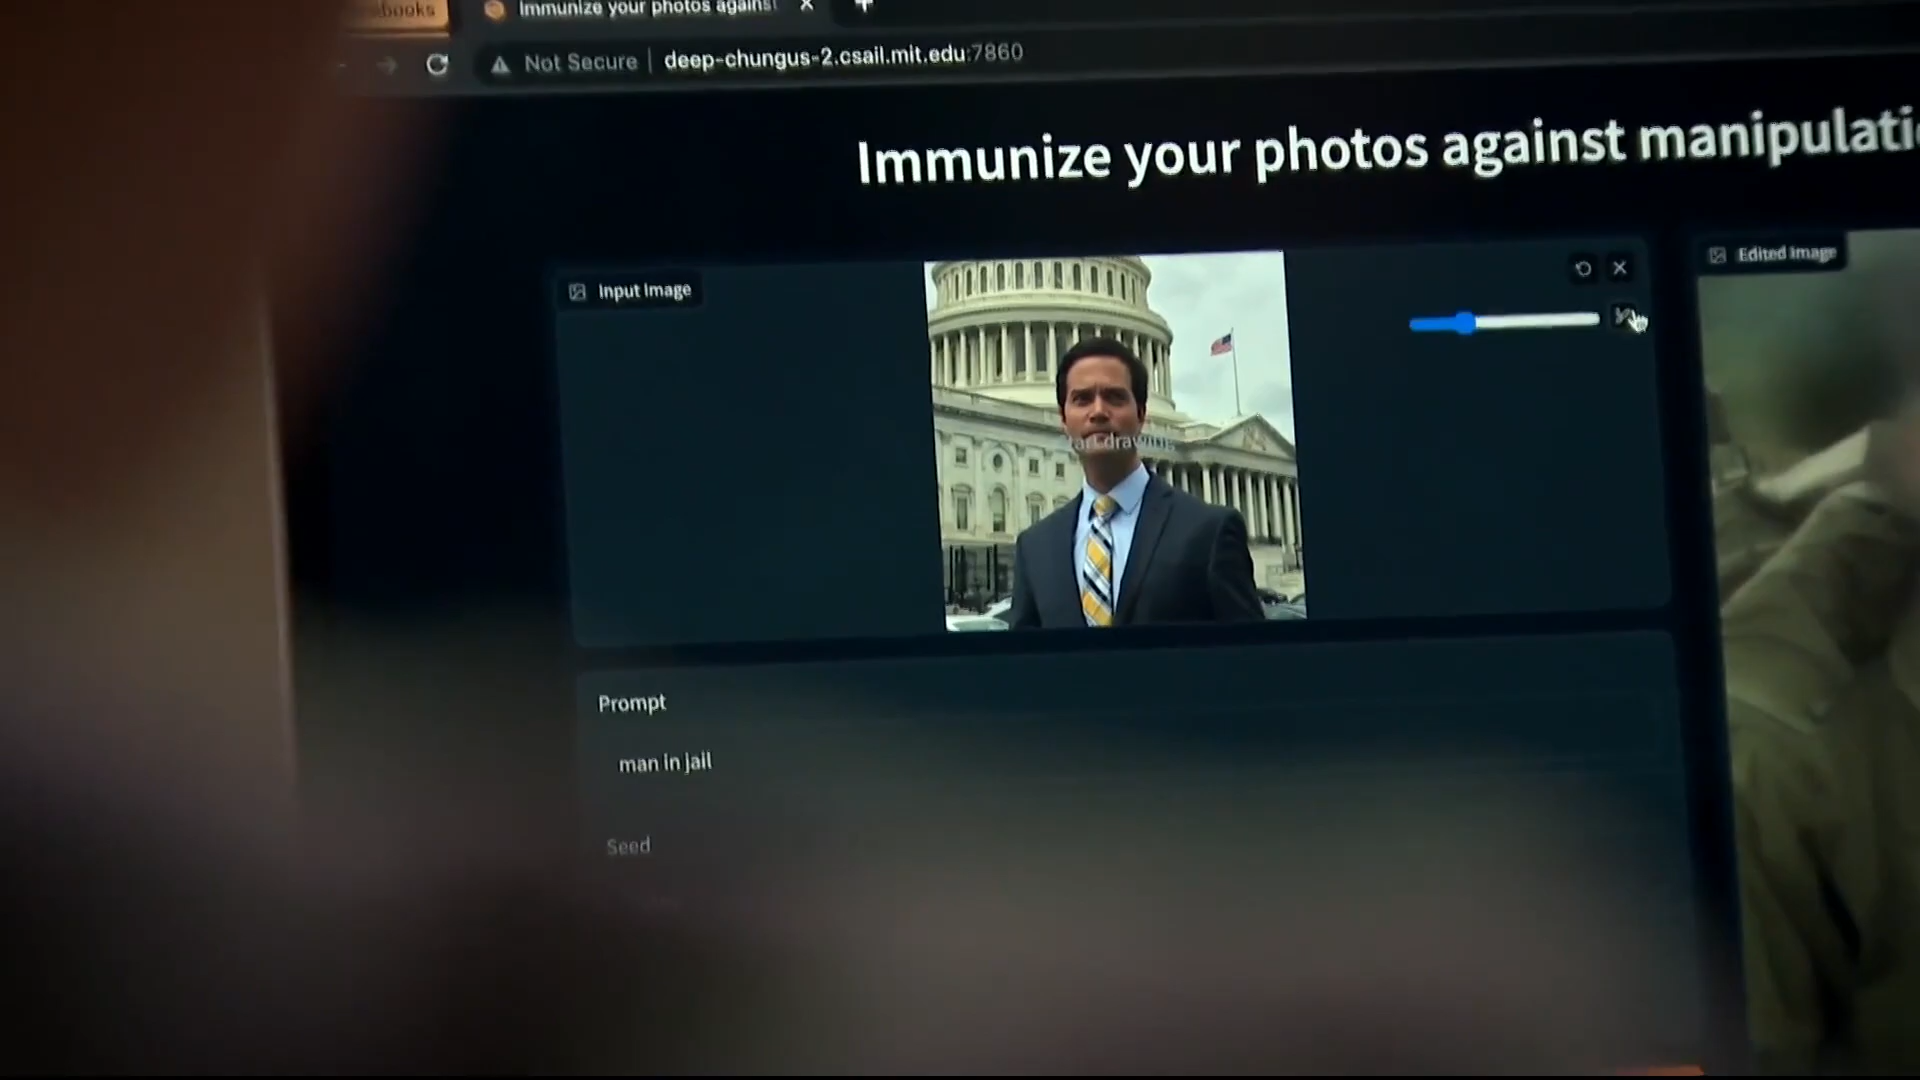 books
Immunize your photos against
Not Secure
deep-chungus-2.csail.mit.edu:7860
Immunize your photos against manipulati
Input Image
Edited Image
Prompt
man in jail
Seed